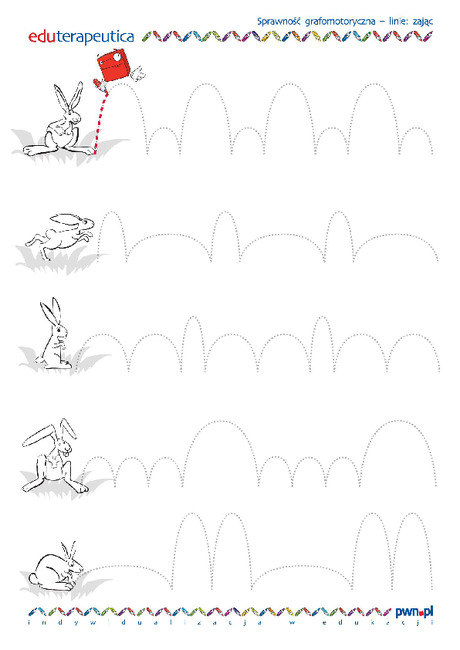 Sprawność grafomotoryczna – linie: zając
eduterapeutica
pwn.pl
indywidualizacja w edukacji